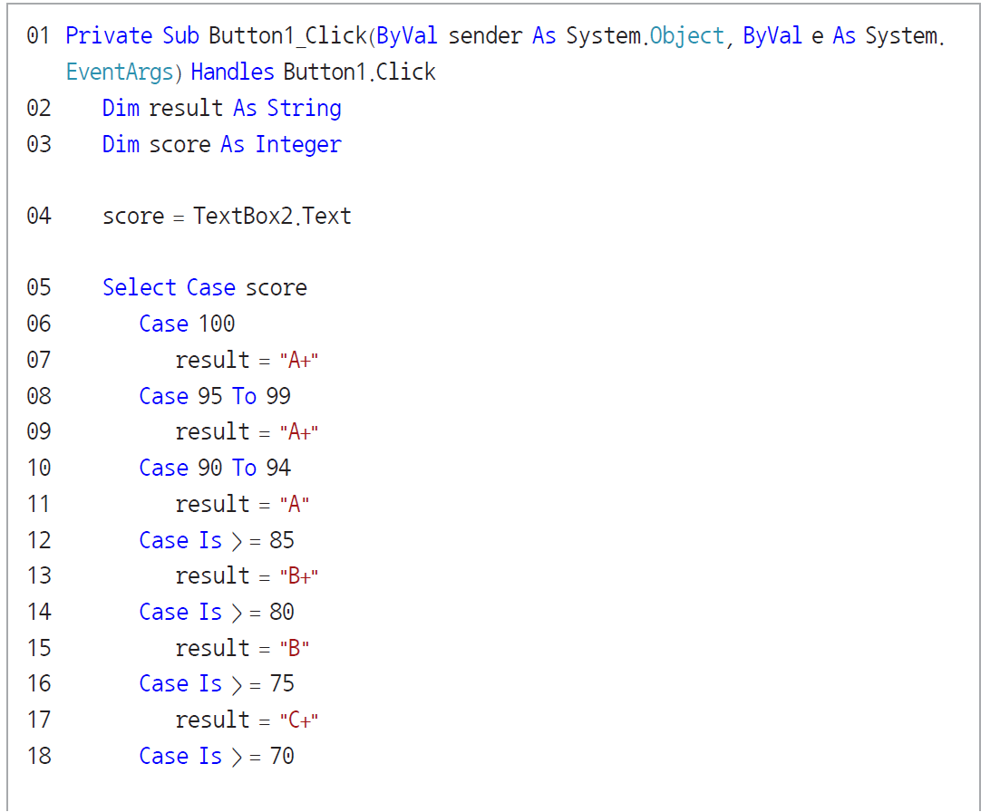 01 Private Sub Button1_Click(ByVal sender As System.Object, ByVal e As System.
EventArgs) Handles Button1.Click
02 Dim result As String
03 Dim score As Integer
04 score = TextBox2.Text
05 Select Case score
06 Case 100
07 result = "A+"
08 Case 95 To 99
09 result = "A+"
10 Case 90 To 94
11 result = "A"
12 Case Is >= 85
13 result = "B+"
14 Case Is >= 80
15 result = "B"
16 Case Is >= 75
17 result = "C+"
18 Case Is >= 70